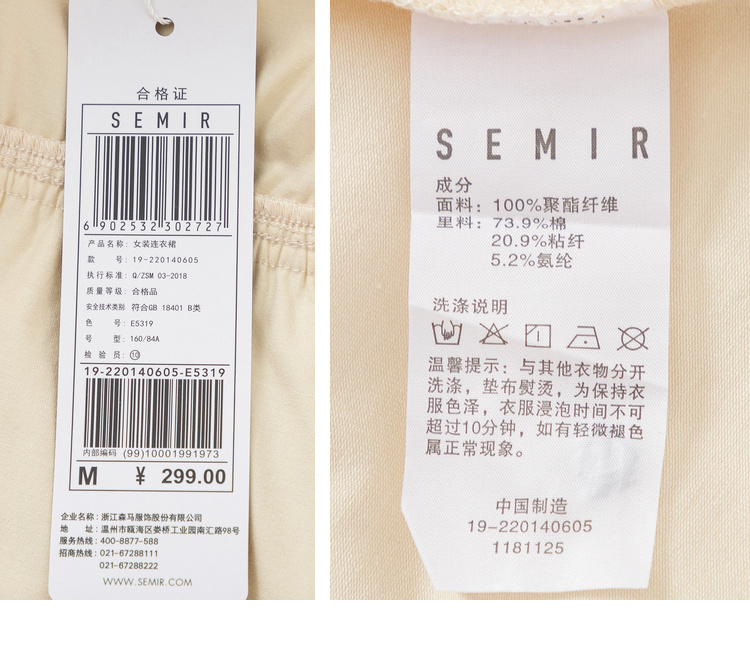 合格证
SEMIR
6 902532 302727
产品名称: 女装连衣裙
款 号: 19-220140605
执行标准: Q/ZSM 03-2018
质量等级: 合格品
安全技术类别 符合GB 18401 B类
色 号: E5319
号 型: 160/84A
检 验 员: ⑩
19-220140605-E5319
内部编码 (99)10001991973
M ¥ 299.00
企业名称: 浙江森马服饰股份有限公司
地 址: 温州市瓯海区娄桥工业园南汇路98号
服务热线: 400-8877-588
招商热线: 021-67288111
021-67288222
WWW.SEMIR.COM
SEMIR
成分
面料: 100%聚酯纤维
里料: 73.9%棉
20.9%粘纤
5.2%氨纶
洗涤说明
温馨提示: 与其他衣物分开
洗涤, 垫布熨烫, 为保持衣
服色泽, 衣服浸泡时间不可
超过10分钟, 如有轻微褪色
属正常现象。
中国制造
19-220140605
1181125